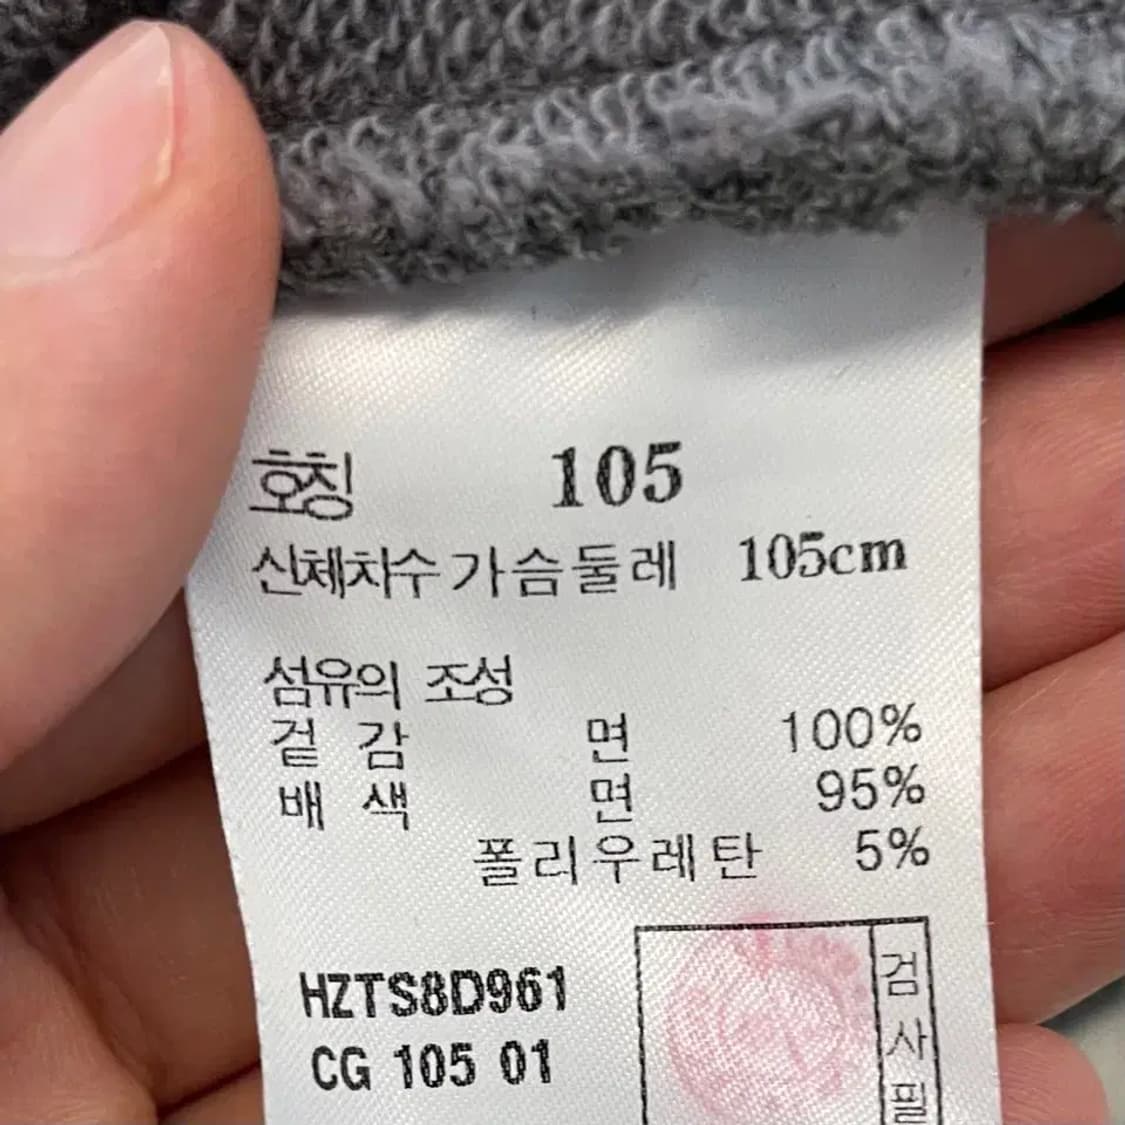 호칭 105
신체치수 가슴둘레 105cm
섬유의 조성
겉 감 면 100%
배 색 면 95%
폴리우레탄 5%
HZTS8D961
CG 105 01
검사필